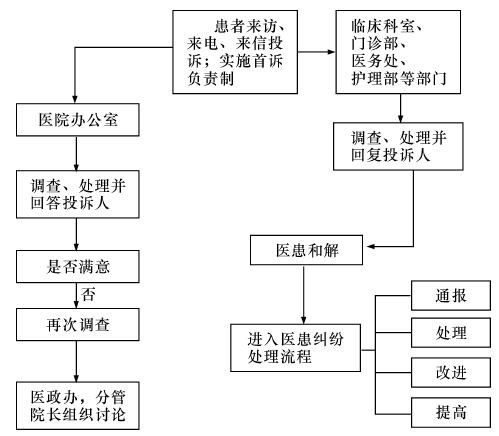 患者来访、
来电、来信投
诉；实施首诉
负责制
临床科室、
门诊部、
医务处、
护理部等部门
医院办公室
调查、处理并
回复投诉人
调查、处理并
回答投诉人
医患和解
是否满意
否
再次调查
进入医患纠纷
处理流程
通报
处理
改进
提高
医政办，分管
院长组织讨论